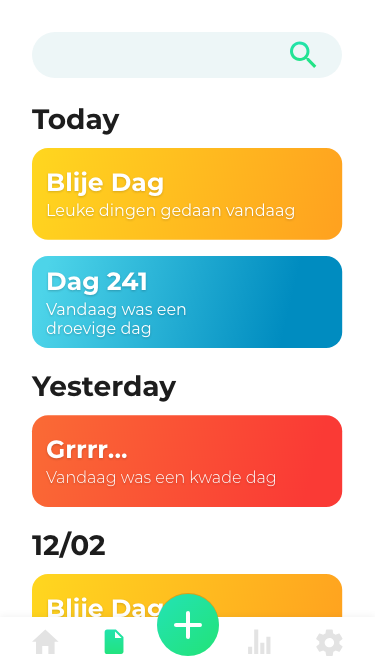 Today
Blije Dag
Leuke dingen gedaan vandaag
Dag 241
Vandaag was een
droevige dag
Yesterday
Grrrr...
Vandaag was een kwade dag
12/02
Blije Dag